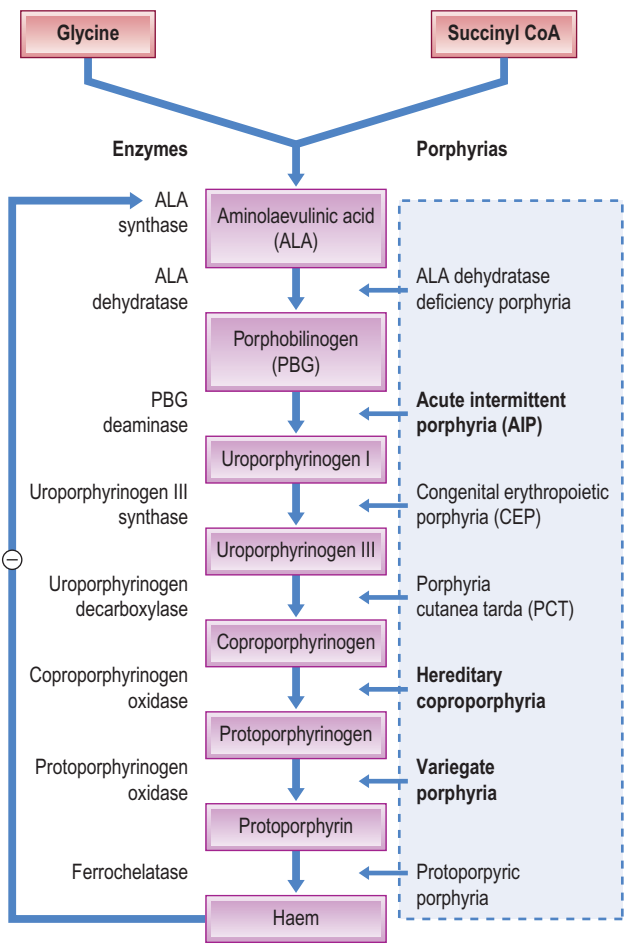 Glycine
Succinyl CoA
Enzymes
Porphyrias
ALA
synthase
Aminolaevulinic acid
(ALA)
ALA
dehydratase
ALA dehydratase
deficiency porphyria
Porphobilinogen
(PBG)
PBG
deaminase
Acute intermittent
porphyria (AIP)
Uroporphyrinogen I
Uroporphyrinogen III
synthase
Congenital erythropoietic
porphyria (CEP)
Uroporphyrinogen III
−
Uroporphyrinogen
decarboxylase
Porphyria
cutanea tarda (PCT)
Coproporphyrinogen
Coproporphyrinogen
oxidase
Hereditary
coproporphyria
Protoporphyrinogen
Protoporphyrinogen
oxidase
Variegate
porphyria
Protoporphyrin
Ferrochelatase
Protoporpyric
porphyria
Haem